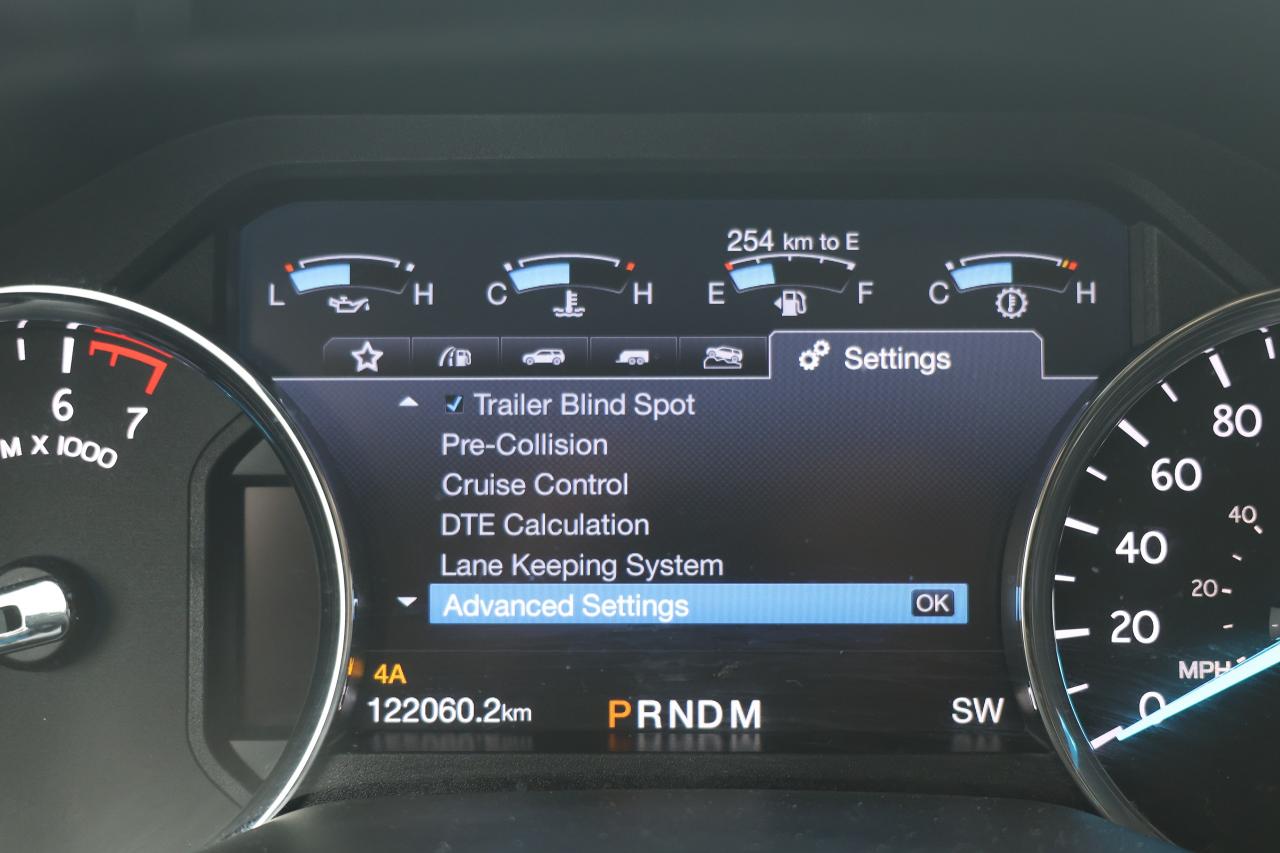 254 km to E
L H C H E F C H
Settings
Trailer Blind Spot
Pre-Collision
Cruise Control
DTE Calculation
Lane Keeping System
Advanced Settings OK
4A
122060.2km PRNDM SW
6 7
M X 1000
80
60
40 40
20 20
MPH
0